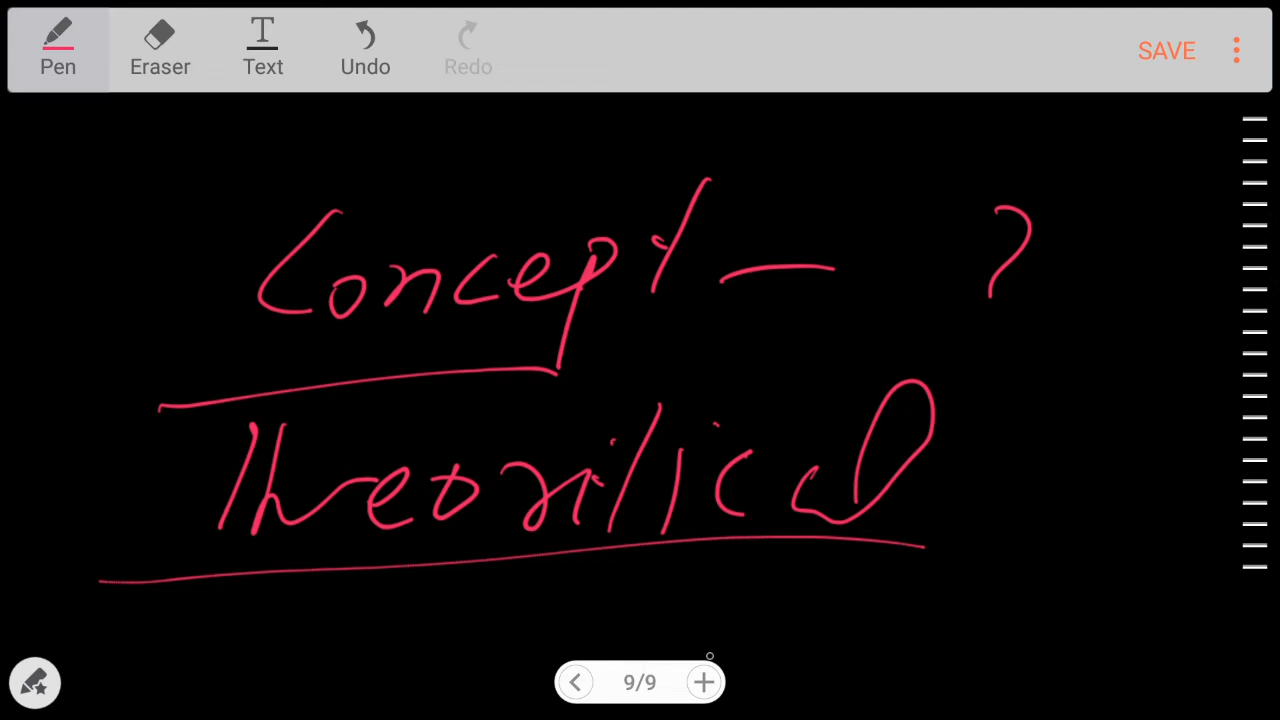 Pen Eraser Text Undo Redo SAVE
Concept — ?
Theoritical
9/9